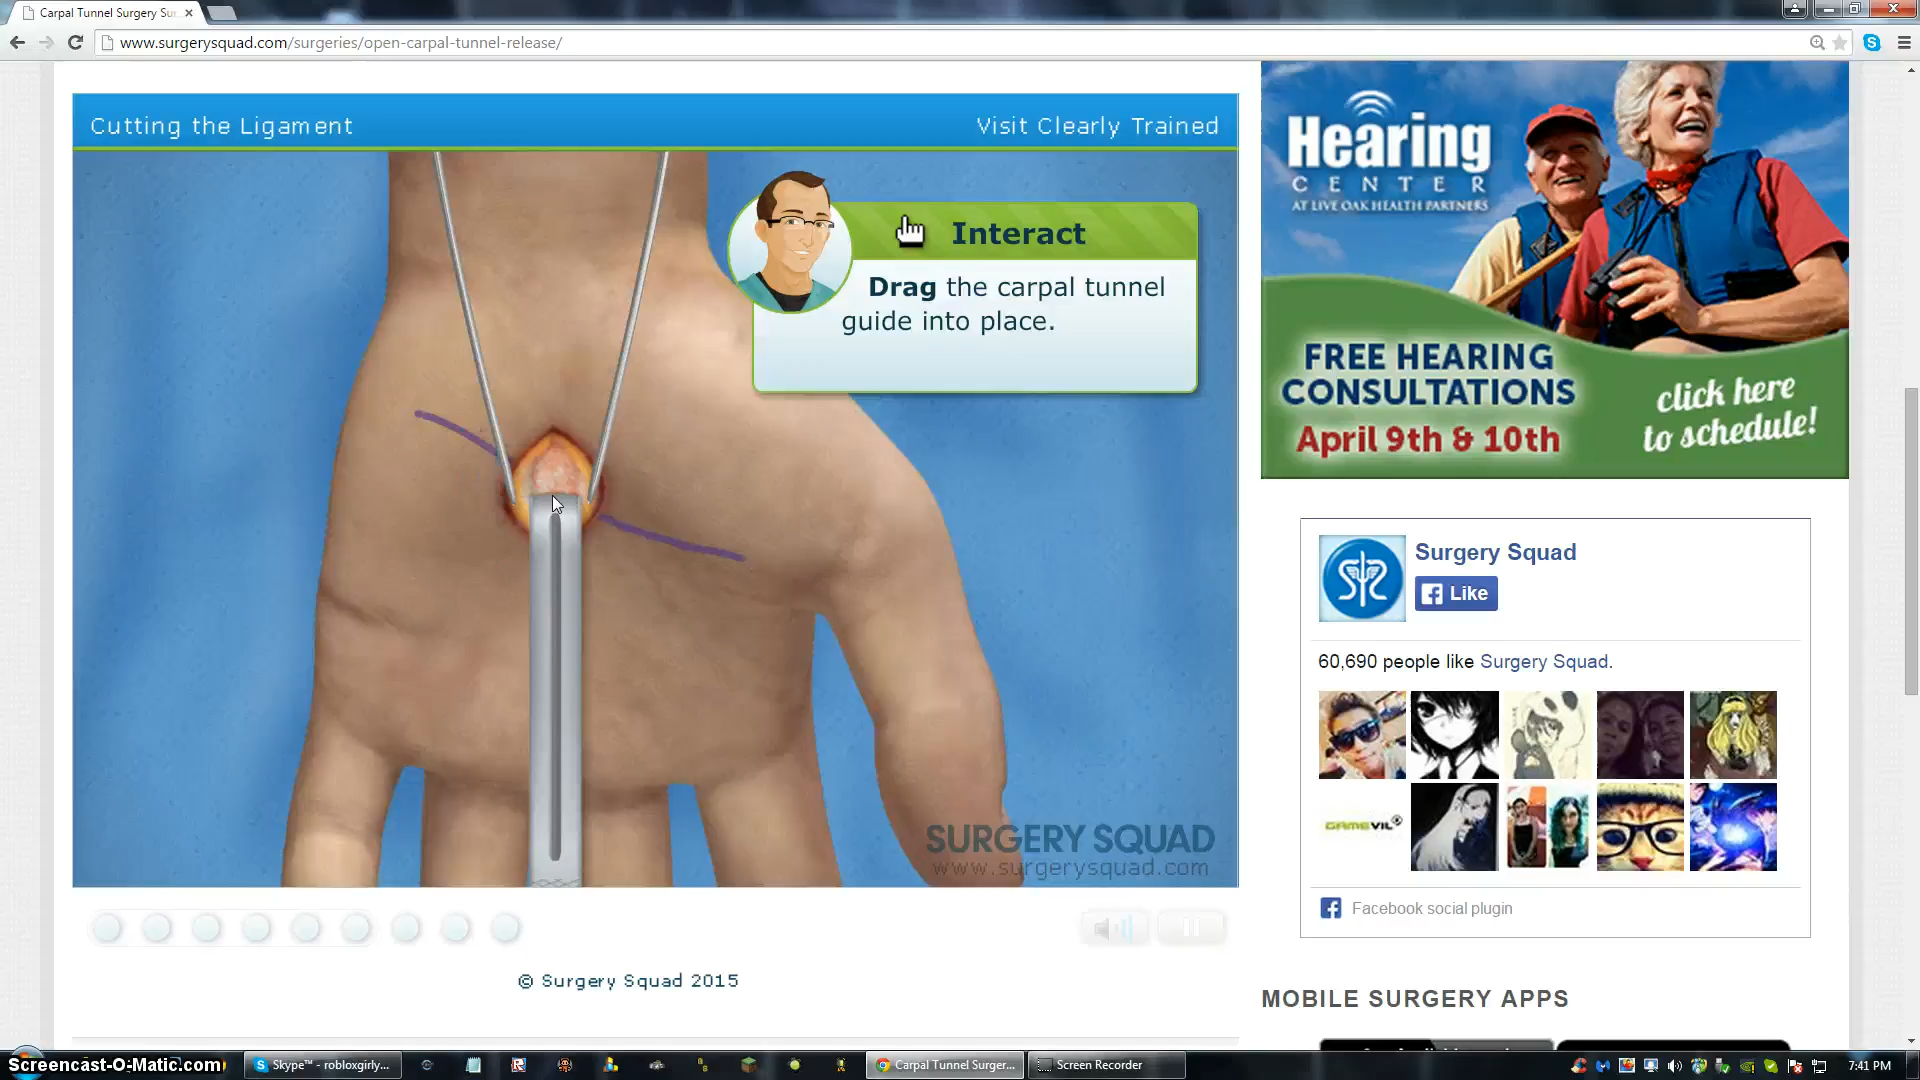 Carpal Tunnel Surgery Su
www.surgerysquad.com/surgeries/open-carpal-tunnel-release/
Cutting the Ligament
Visit Clearly Trained
Interact
Drag the carpal tunnel
guide into place.
SURGERY SQUAD
www.surgerysquad.com
© Surgery Squad 2015
Hearing
CENTER
AT LIVE OAK HEALTH PARTNERS
FREE HEARING
CONSULTATIONS
April 9th & 10th
click here
to schedule!
Surgery Squad
Like
60,690 people like Surgery Squad.
GAMEVIL
Facebook social plugin
MOBILE SURGERY APPS
Screencast-O-Matic.com
Skype™ - robloxgirly...
Carpal Tunnel Surger...
Screen Recorder
7:41 PM